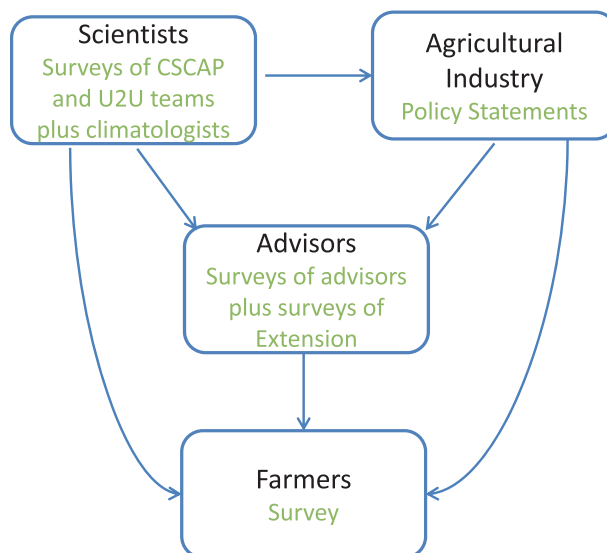 Scientists
Surveys of CSCAP
and U2U teams
plus climatologists
Agricultural
Industry
Policy Statements
Advisors
Surveys of advisors
plus surveys of
Extension
Farmers
Survey